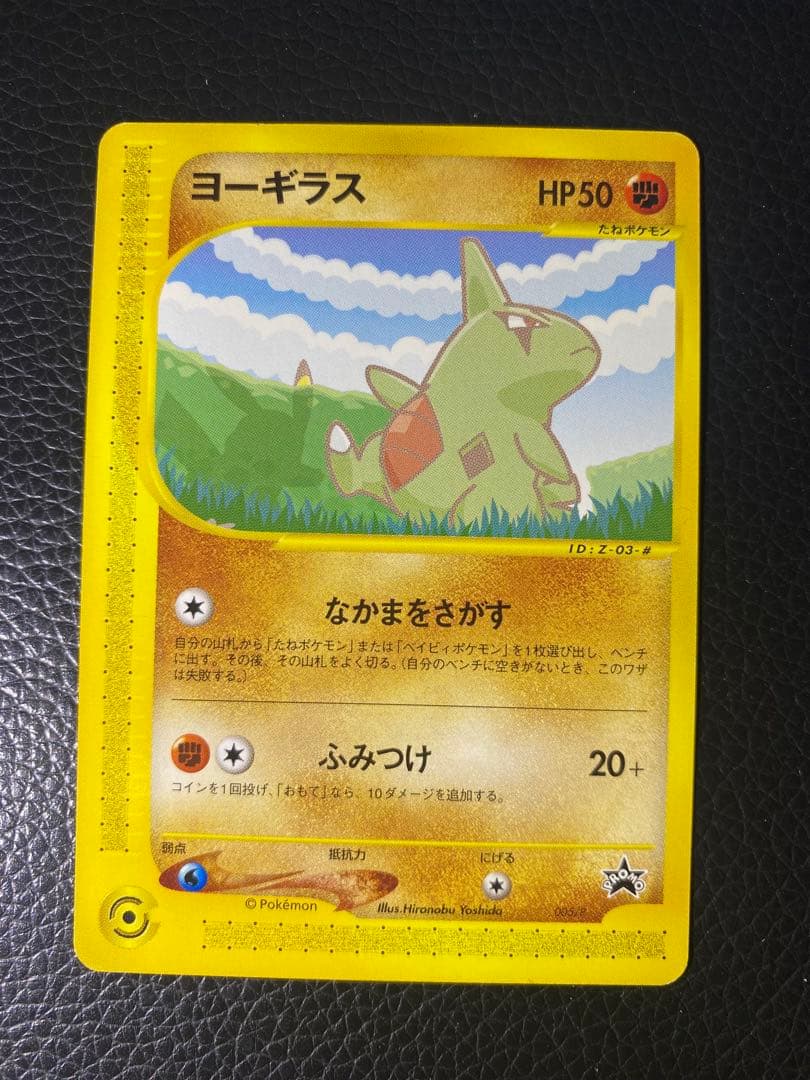 ヨーギラス HP50
たねポケモン
ID:Z-03-#
なかまをさがす
自分の山札から「たねポケモン」または「ベイビィポケモン」を1枚選び出し、ベンチ
に出す。その後、その山札をよく切る。(自分のベンチに空きがないとき、このワザ
は失敗する。)
ふみつけ 20+
コインを1回投げ、「おもて」なら、10ダメージを追加する。
弱点 抵抗力 にげる
PROMO
© Pokémon Illus.Hironobu Yoshida 005/P